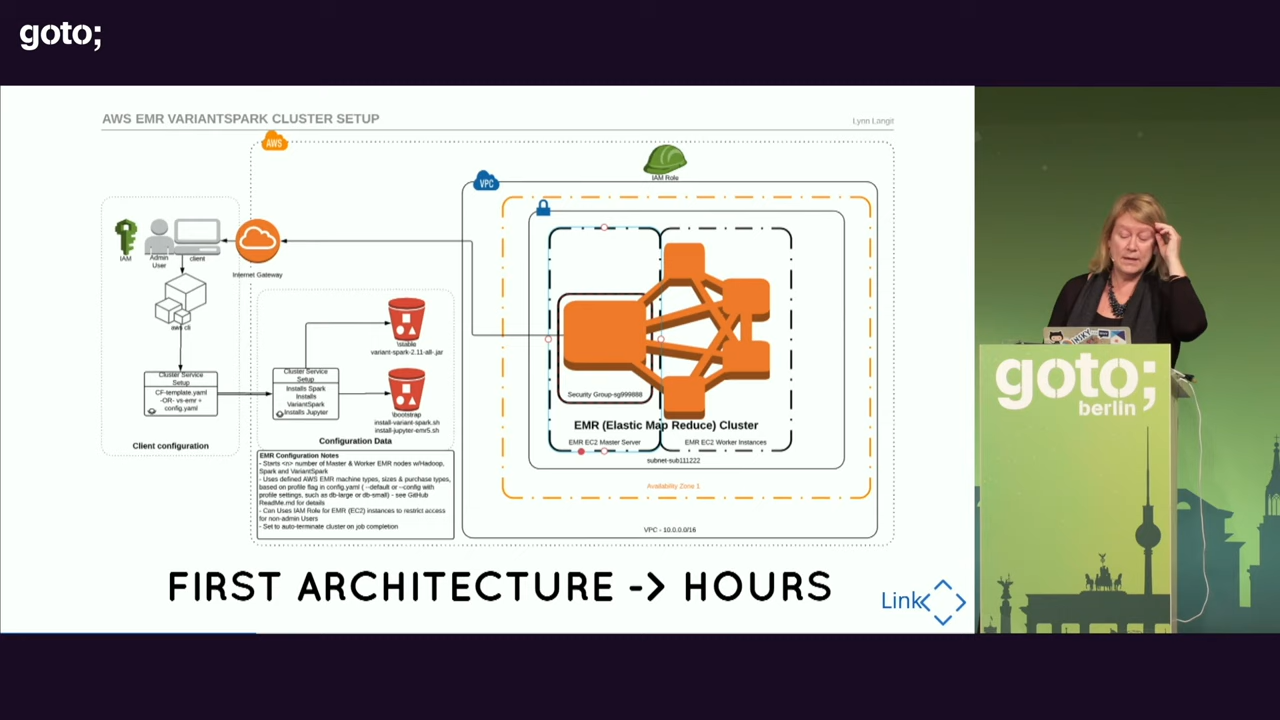 goto;
AWS EMR VARIANTSPARK CLUSTER SETUP
Lynn Langit
AWS
IAM Role
VPC
IAM
Admin
User
client
Internet Gateway
aws cli
\stable
variant-spark-2.11-all-.jar
Cluster Service
Setup
CF-template.yaml
-OR- vs-emr +
config.yaml
Cluster Service
Setup
Installs Spark
Installs
VariantSpark
Installs Jupyter
\bootstrap
install-variant-spark.sh
install-jupyter-emr5.sh
Client configuration
Configuration Data
EMR Configuration Notes
- Starts <n> number of Master & Worker EMR nodes w/Hadoop,
Spark and VariantSpark
- Uses defined AWS EMR machine types, sizes & purchase types,
based on profile flag in config.yaml ( --default or --config with
profile settings, such as db-large or db-small) - see GitHub
ReadMe.md for details
- Can Uses IAM Role for EMR (EC2) instances to restrict access
for non-admin Users
- Set to auto-terminate cluster on job completion
Security Group-sg999888
EMR (Elastic Map Reduce) Cluster
EMR EC2 Master Server
EMR EC2 Worker Instances
subnet-sub111222
Availability Zone 1
VPC - 10.0.0.0/16
FIRST ARCHITECTURE -> HOURS
Link
goto;
berlin